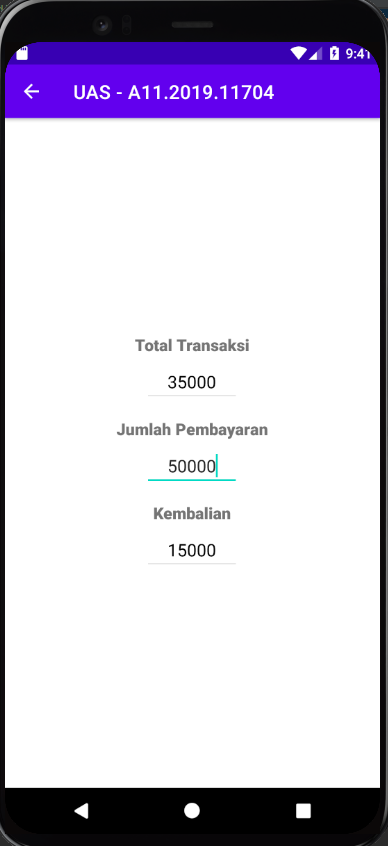 9:41
UAS - A11.2019.11704
Total Transaksi
35000
Jumlah Pembayaran
50000
Kembalian
15000